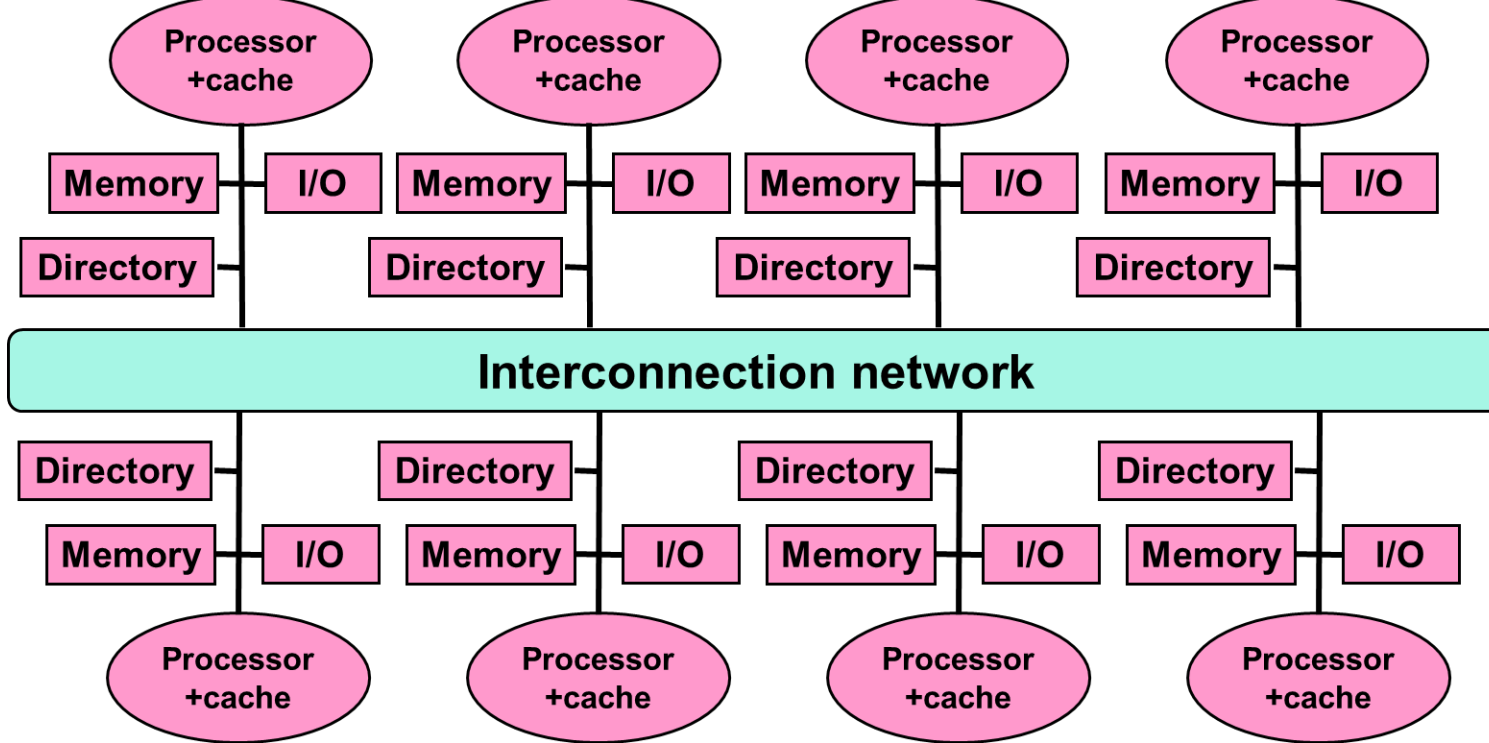 Processor
+cache
Processor
+cache
Processor
+cache
Processor
+cache
Memory I/O Memory I/O Memory I/O Memory I/O
Directory Directory Directory Directory
Interconnection network
Directory Directory Directory Directory
Memory I/O Memory I/O Memory I/O Memory I/O
Processor
+cache
Processor
+cache
Processor
+cache
Processor
+cache